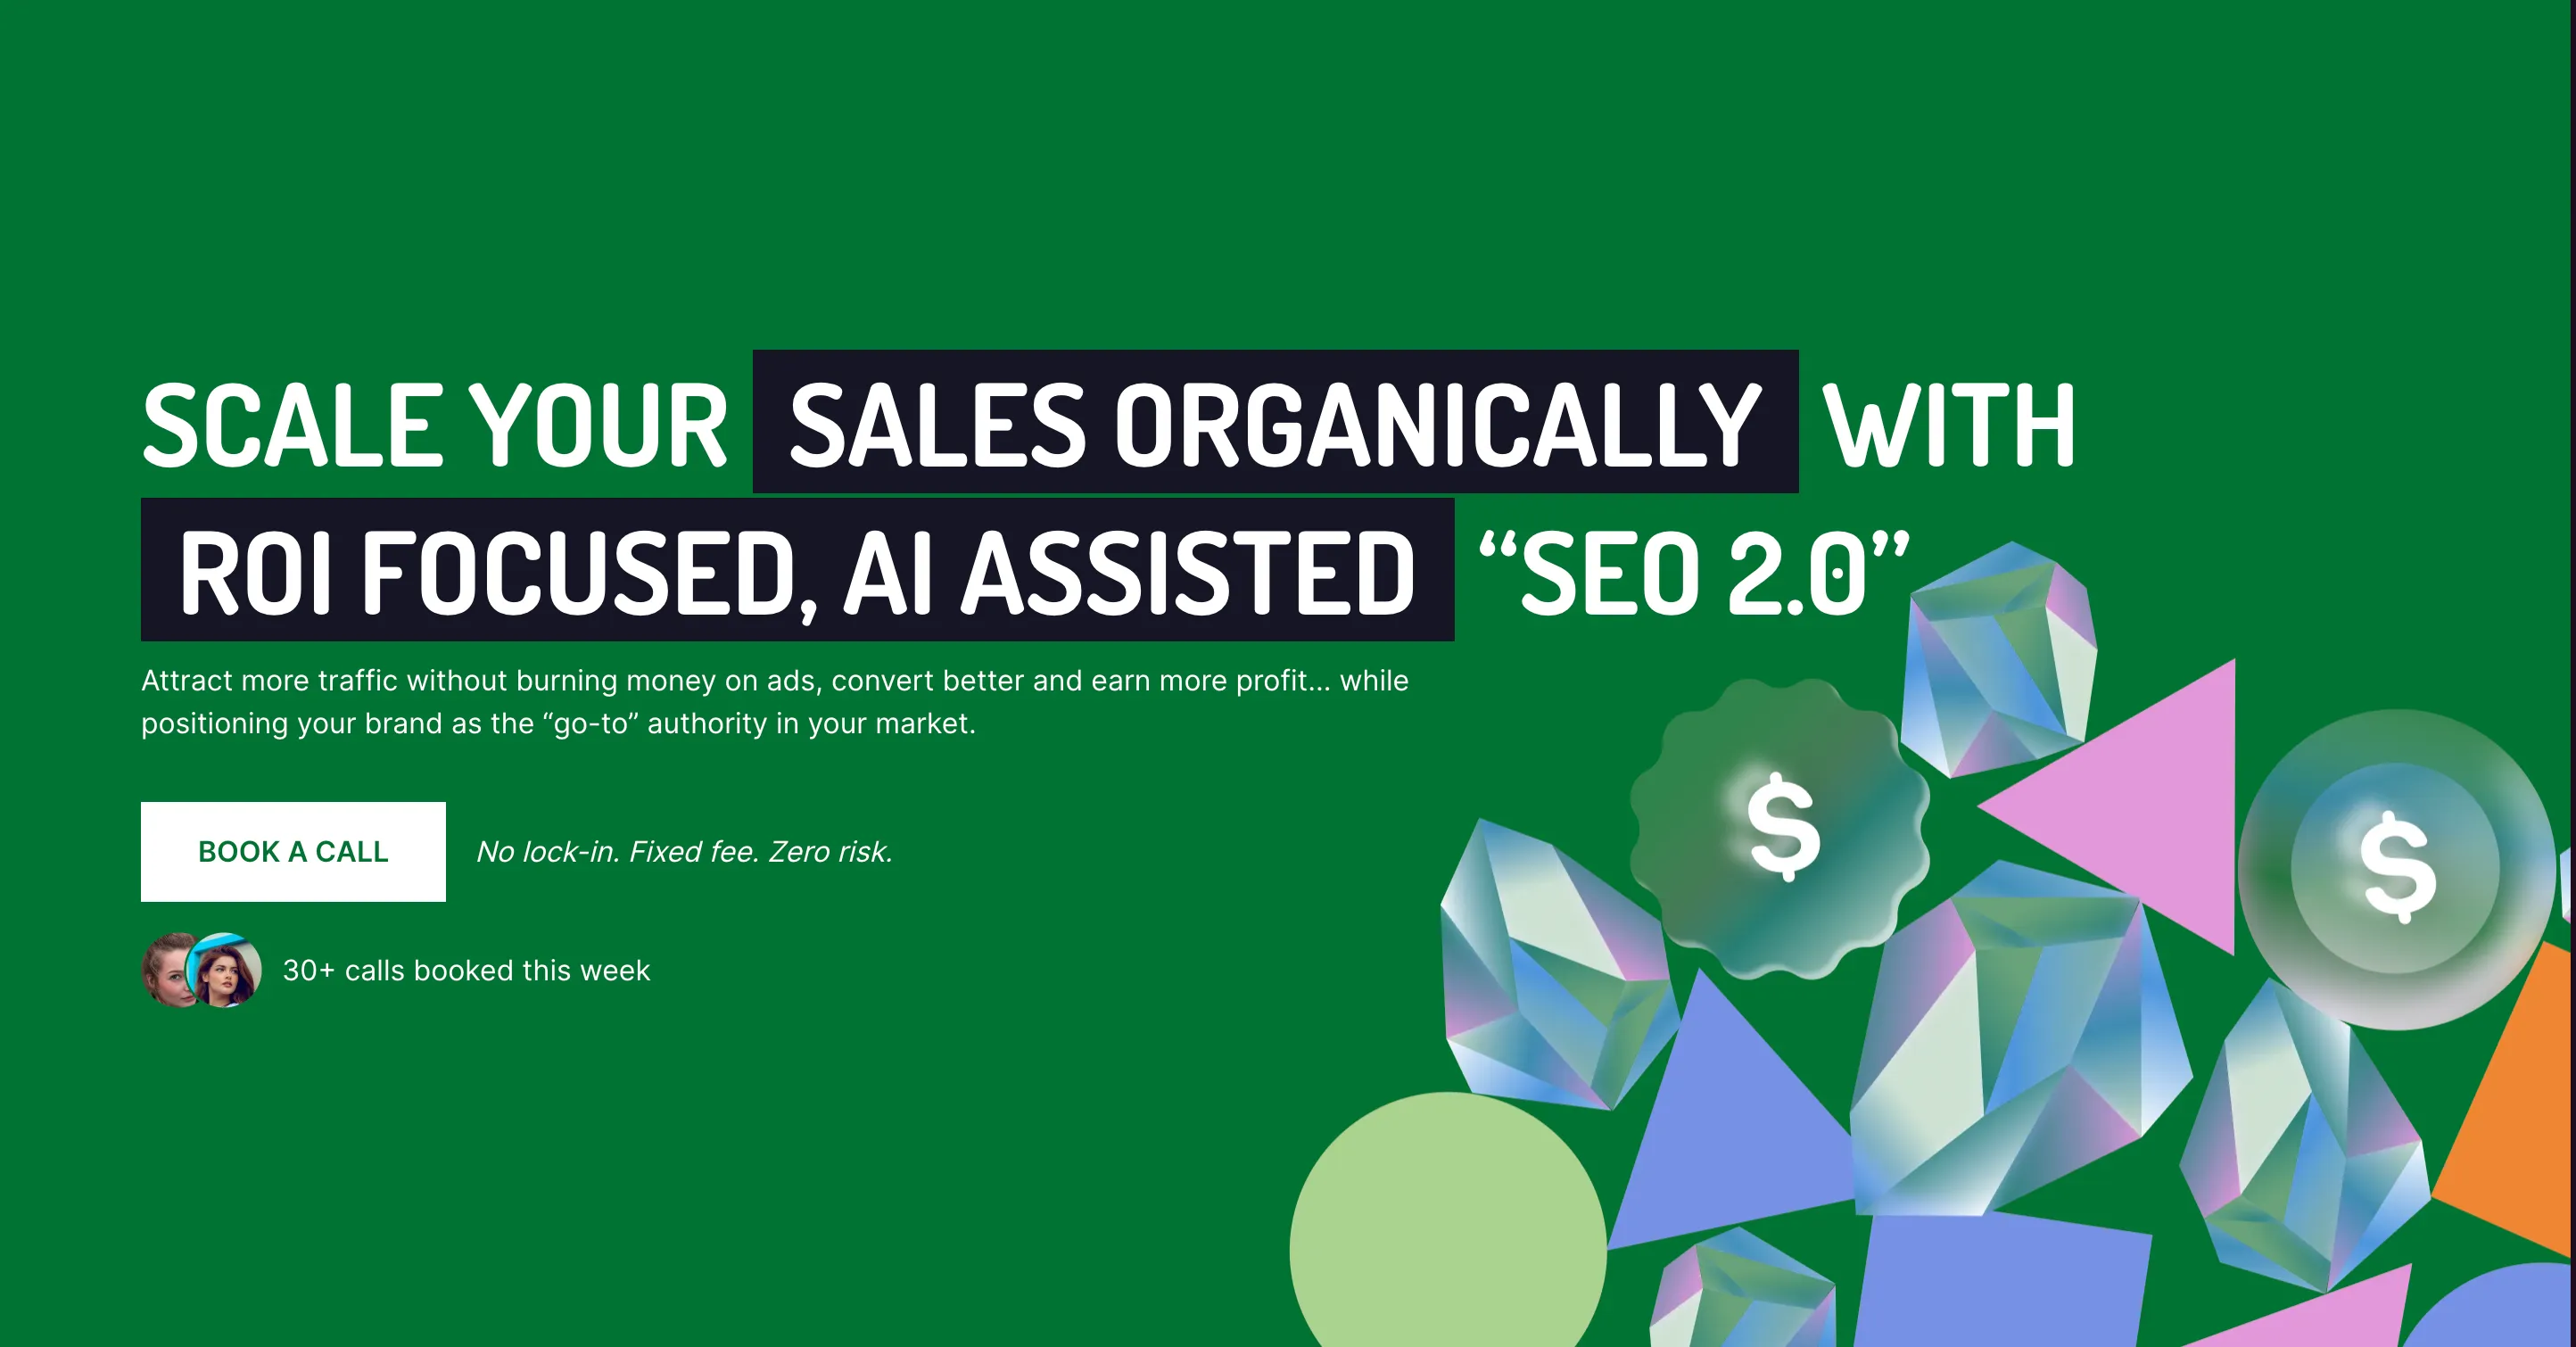 SCALE YOUR SALES ORGANICALLY WITH
ROI FOCUSED, AI ASSISTED “SEO 2.0”
Attract more traffic without burning money on ads, convert better and earn more profit... while
positioning your brand as the “go-to” authority in your market.
BOOK A CALL No lock-in. Fixed fee. Zero risk.
30+ calls booked this week
$
$